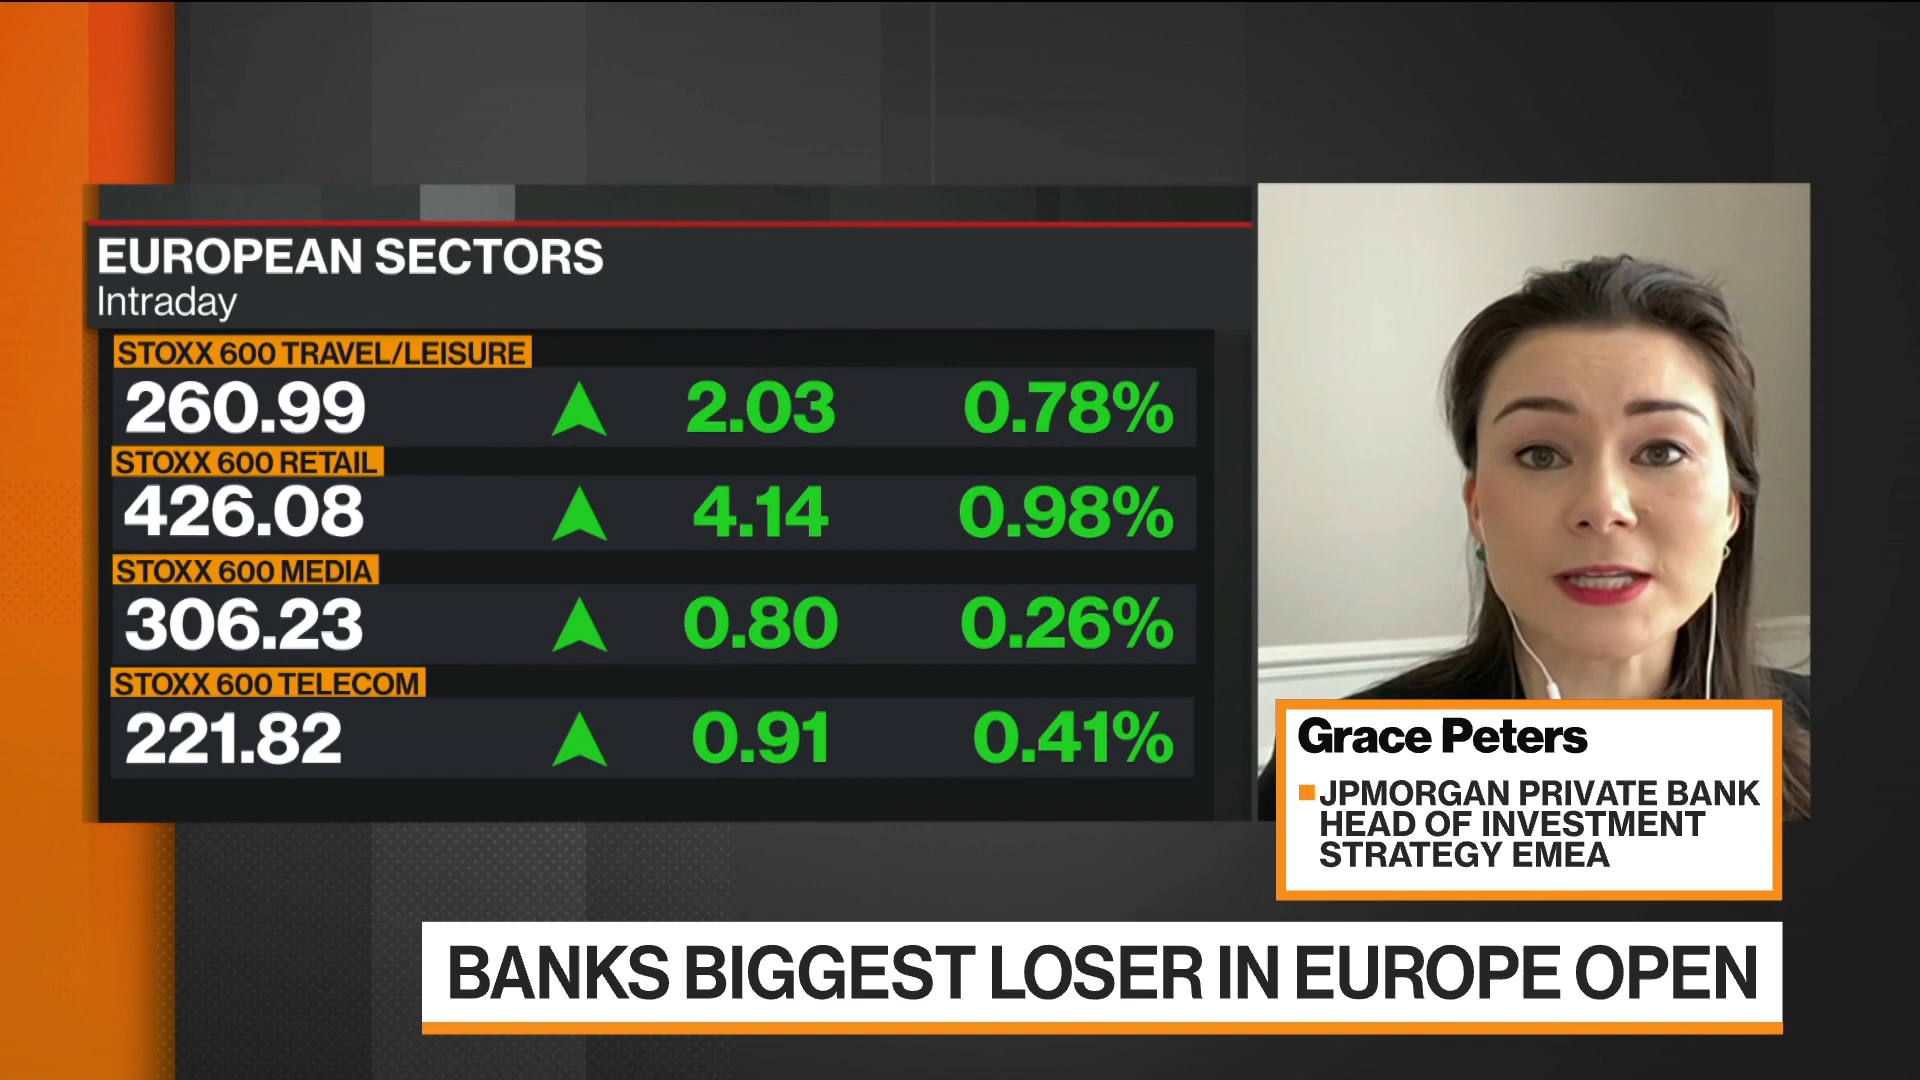 EUROPEAN SECTORS
Intraday
STOXX 600 TRAVEL/LEISURE
260.99 ▲ 2.03 0.78%
STOXX 600 RETAIL
426.08 ▲ 4.14 0.98%
STOXX 600 MEDIA
306.23 ▲ 0.80 0.26%
STOXX 600 TELECOM
221.82 ▲ 0.91 0.41%
Grace Peters
JPMORGAN PRIVATE BANK
HEAD OF INVESTMENT
STRATEGY EMEA
BANKS BIGGEST LOSER IN EUROPE OPEN